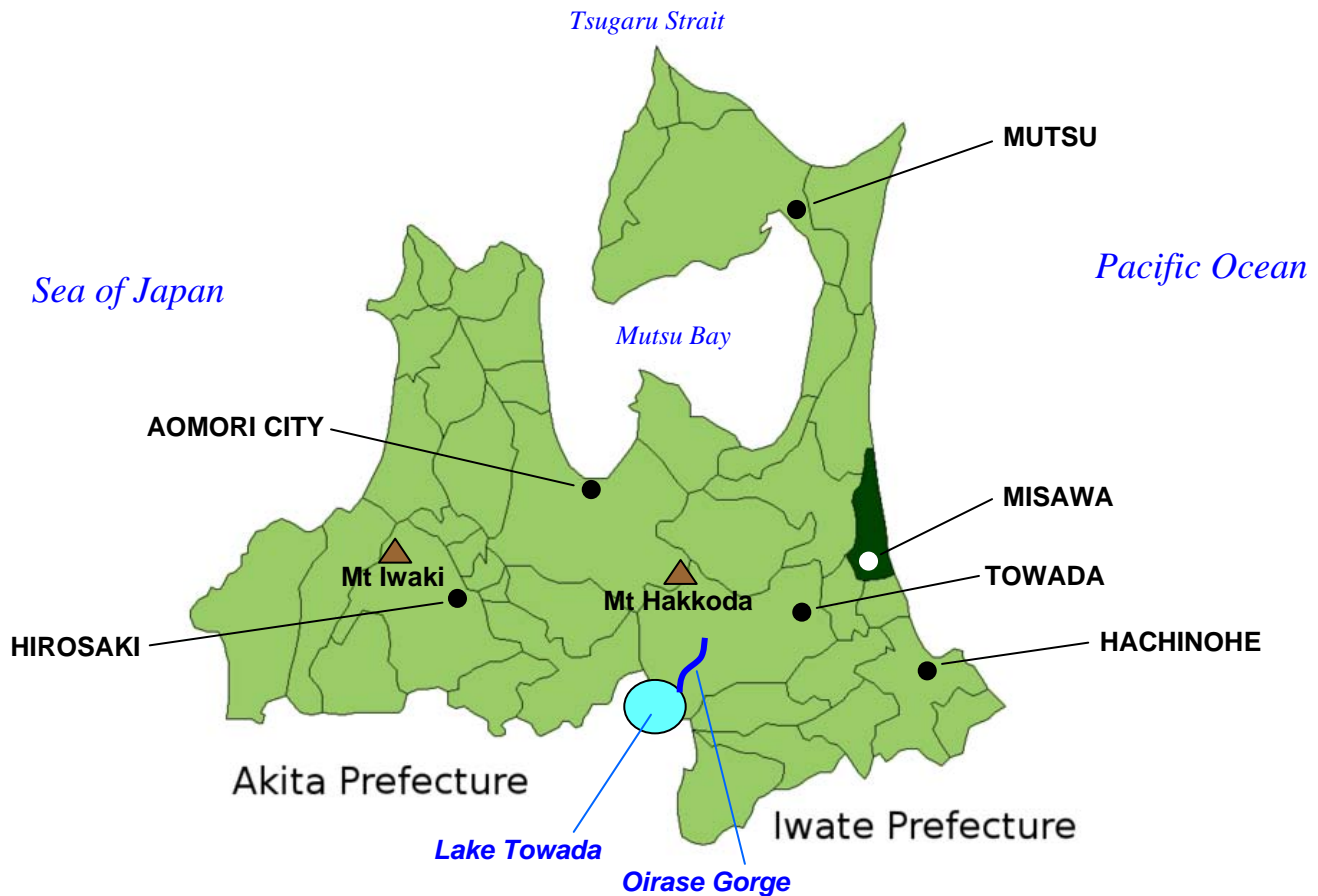 Tsugaru Strait
MUTSU
Pacific Ocean
Sea of Japan
Mutsu Bay
AOMORI CITY
MISAWA
Mt Iwaki
TOWADA
Mt Hakkoda
HIROSAKI
HACHINOHE
Akita Prefecture
Iwate Prefecture
Lake Towada
Oirase Gorge